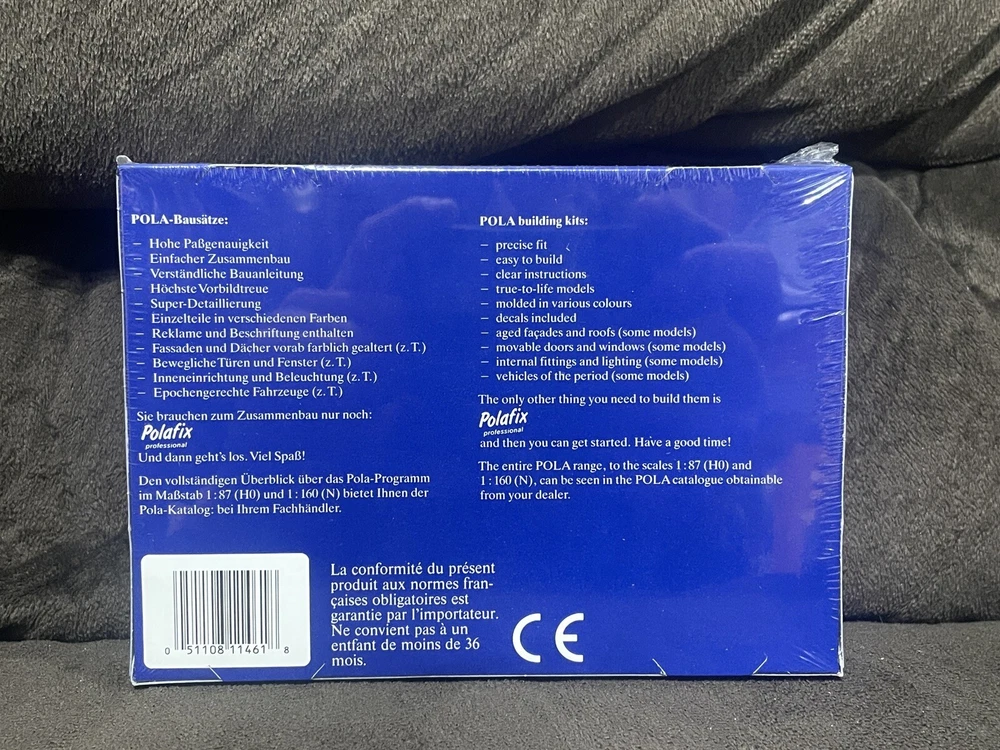 POLA-Bausätze:
– Hohe Paßgenauigkeit
– Einfacher Zusammenbau
– Verständliche Bauanleitung
– Höchste Vorbildtreue
– Super-Detaillierung
– Einzelteile in verschiedenen Farben
– Reklame und Beschriftung enthalten
– Fassaden und Dächer vorab farblich gealtert (z. T.)
– Bewegliche Türen und Fenster (z. T.)
– Inneneinrichtung und Beleuchtung (z. T.)
– Epochengerechte Fahrzeuge (z. T.)
Sie brauchen zum Zusammenbau nur noch:
Polafix
professional
Und dann geht's los. Viel Spaß!
Den vollständigen Überblick über das Pola-Programm
im Maßstab 1:87 (H0) und 1:160 (N) bietet Ihnen der
Pola-Katalog: bei Ihrem Fachhändler.
POLA building kits:
– precise fit
– easy to build
– clear instructions
– true-to-life models
– molded in various colours
– decals included
– aged façades and roofs (some models)
– movable doors and windows (some models)
– internal fittings and lighting (some models)
– vehicles of the period (some models)
The only other thing you need to build them is
Polafix
professional
and then you can get started. Have a good time!
The entire POLA range, to the scales 1:87 (H0) and
1:160 (N), can be seen in the POLA catalogue obtainable
from your dealer.
0 51108 11461 8
La conformité du présent
produit aux normes fran-
çaises obligatoires est
garantie par l'importateur.
Ne convient pas à un
entfant de moins de 36
mois.
CE